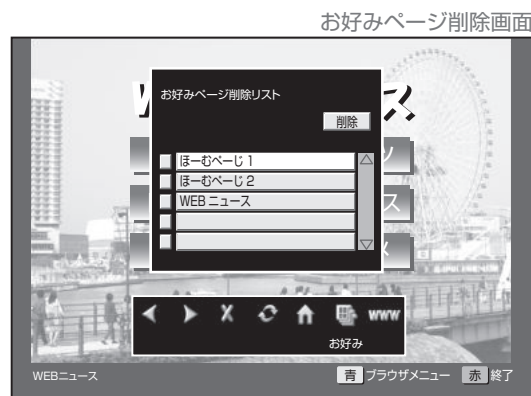 お好みページ削除画面
お好みページ削除リスト
削除
ほーむぺーじ 1
ほーむぺーじ 2
WEB ニュース
www
お好み
WEBニュース
青 ブラウザメニュー 赤 終了